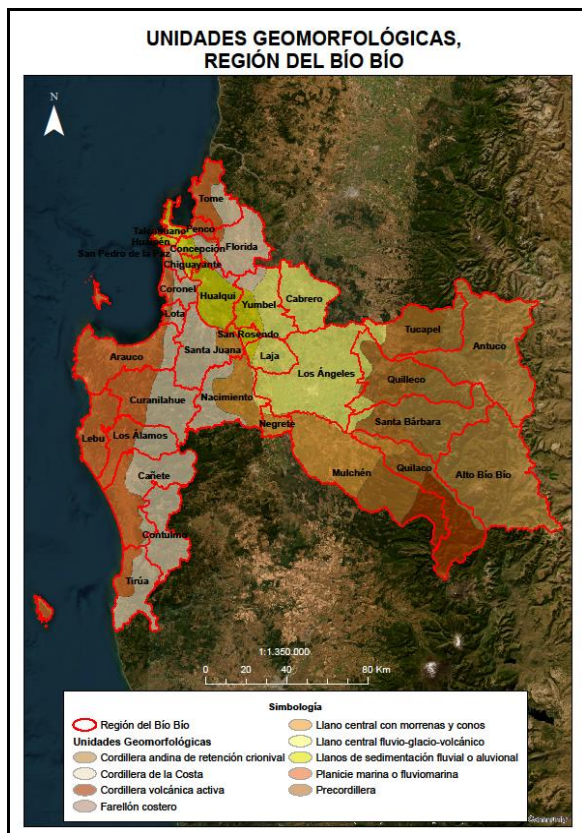 UNIDADES GEOMORFOLÓGICAS,
REGIÓN DEL BÍO BÍO
N
Tome
Talcahuano
Penco
Hualpén
Concepción
Florida
San Pedro de la Paz
Chiguayante
Coronel
Hualqui
Yumbel
Cabrero
Lota
San Rosendo
Tucapel
Antuco
Arauco
Santa Juana
Laja
Los Ángeles
Quilleco
Curanilahue
Nacimiento
Santa Bárbara
Lebu
Los Álamos
Negrete
Cañete
Mulchén
Quilaco
Alto Bío Bío
Contulmo
Tirúa
1:1.350.000
0 20 40 80 Km
Simbología
Región del Bío Bío
Unidades Geomorfológicas
Cordillera andina de retención crionival
Cordillera de la Costa
Cordillera volcánica activa
Farellón costero
Llano central con morrenas y conos
Llano central fluvio-glacio-volcánico
Llanos de sedimentación fluvial o aluvional
Planicie marina o fluviomarina
Precordillera